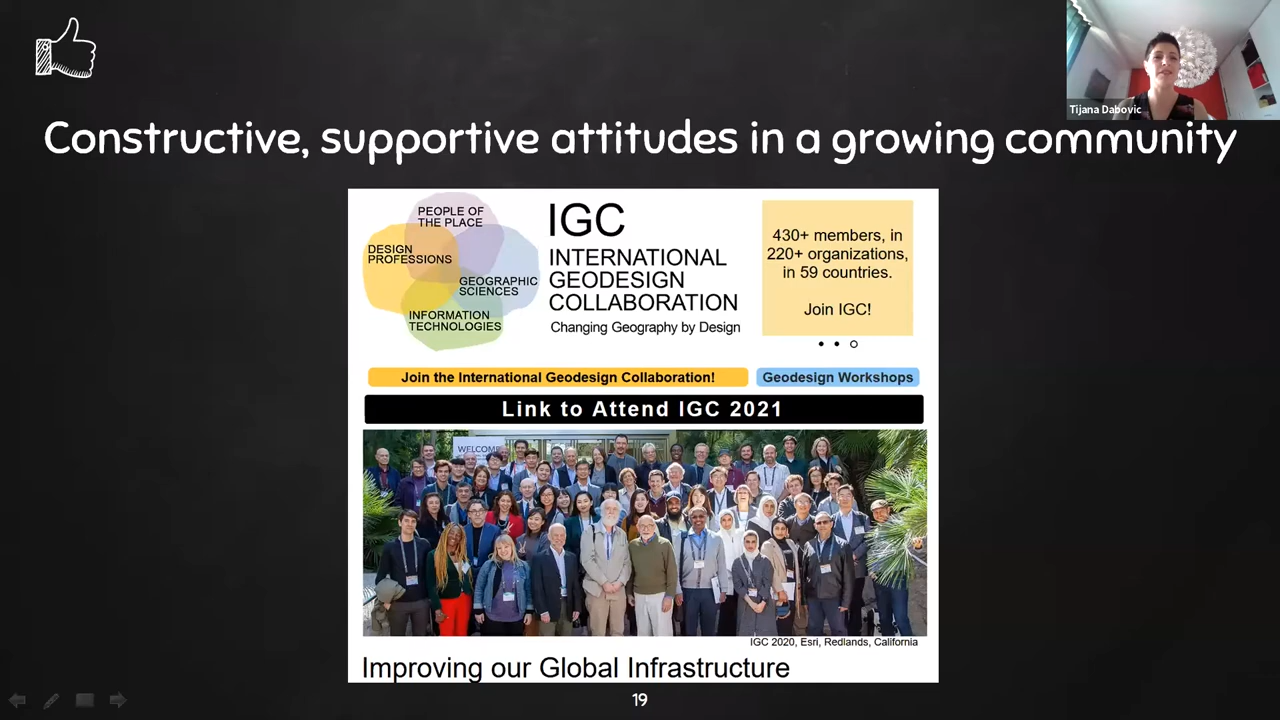 Tijana Dabovic
Constructive, supportive attitudes in a growing community
PEOPLE OF
THE PLACE
DESIGN
PROFESSIONS
GEOGRAPHIC
SCIENCES
INFORMATION
TECHNOLOGIES
IGC
INTERNATIONAL
GEODESIGN
COLLABORATION
Changing Geography by Design
430+ members, in
220+ organizations,
in 59 countries.
Join IGC!
Join the International Geodesign Collaboration!
Geodesign Workshops
Link to Attend IGC 2021
WELCOME
IGC 2020, Esri, Redlands, California
Improving our Global Infrastructure
19